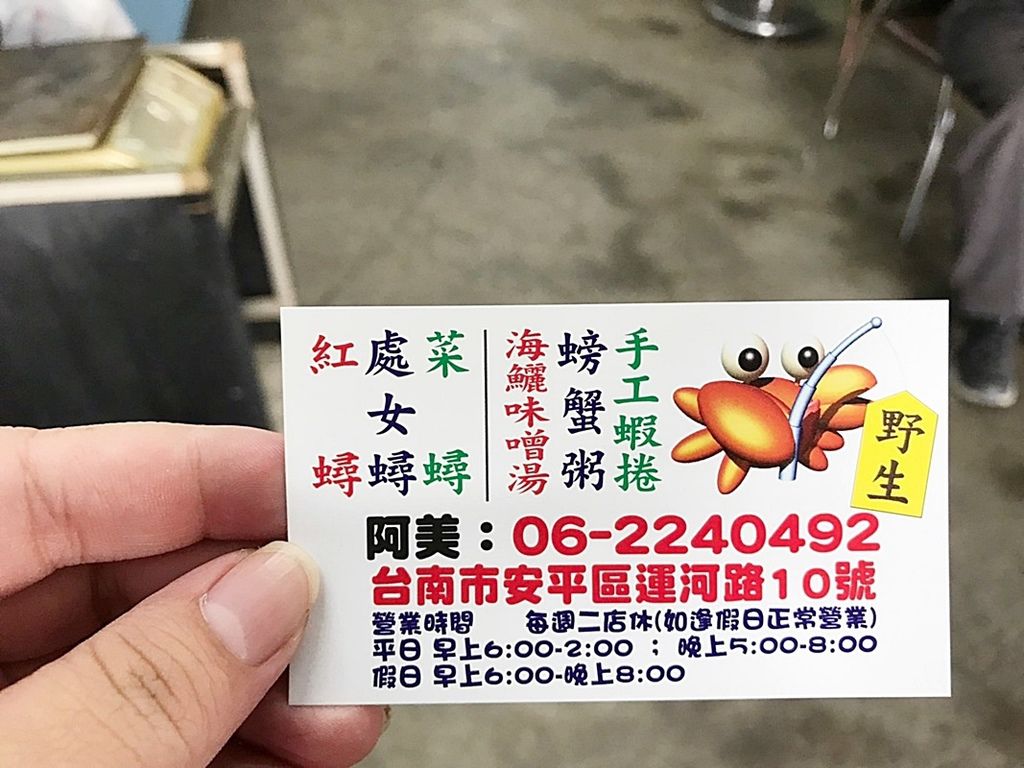 紅蟳
處女蟳
菜蟳
海鱺味噌湯
螃蟹粥
手工蝦捲
野生
阿美：06-2240492
台南市安平區運河路10號
營業時間 每週二店休(如逢假日正常營業)
平日 早上6:00-2:00 ； 晚上5:00-8:00
假日 早上6:00-晚上8:00